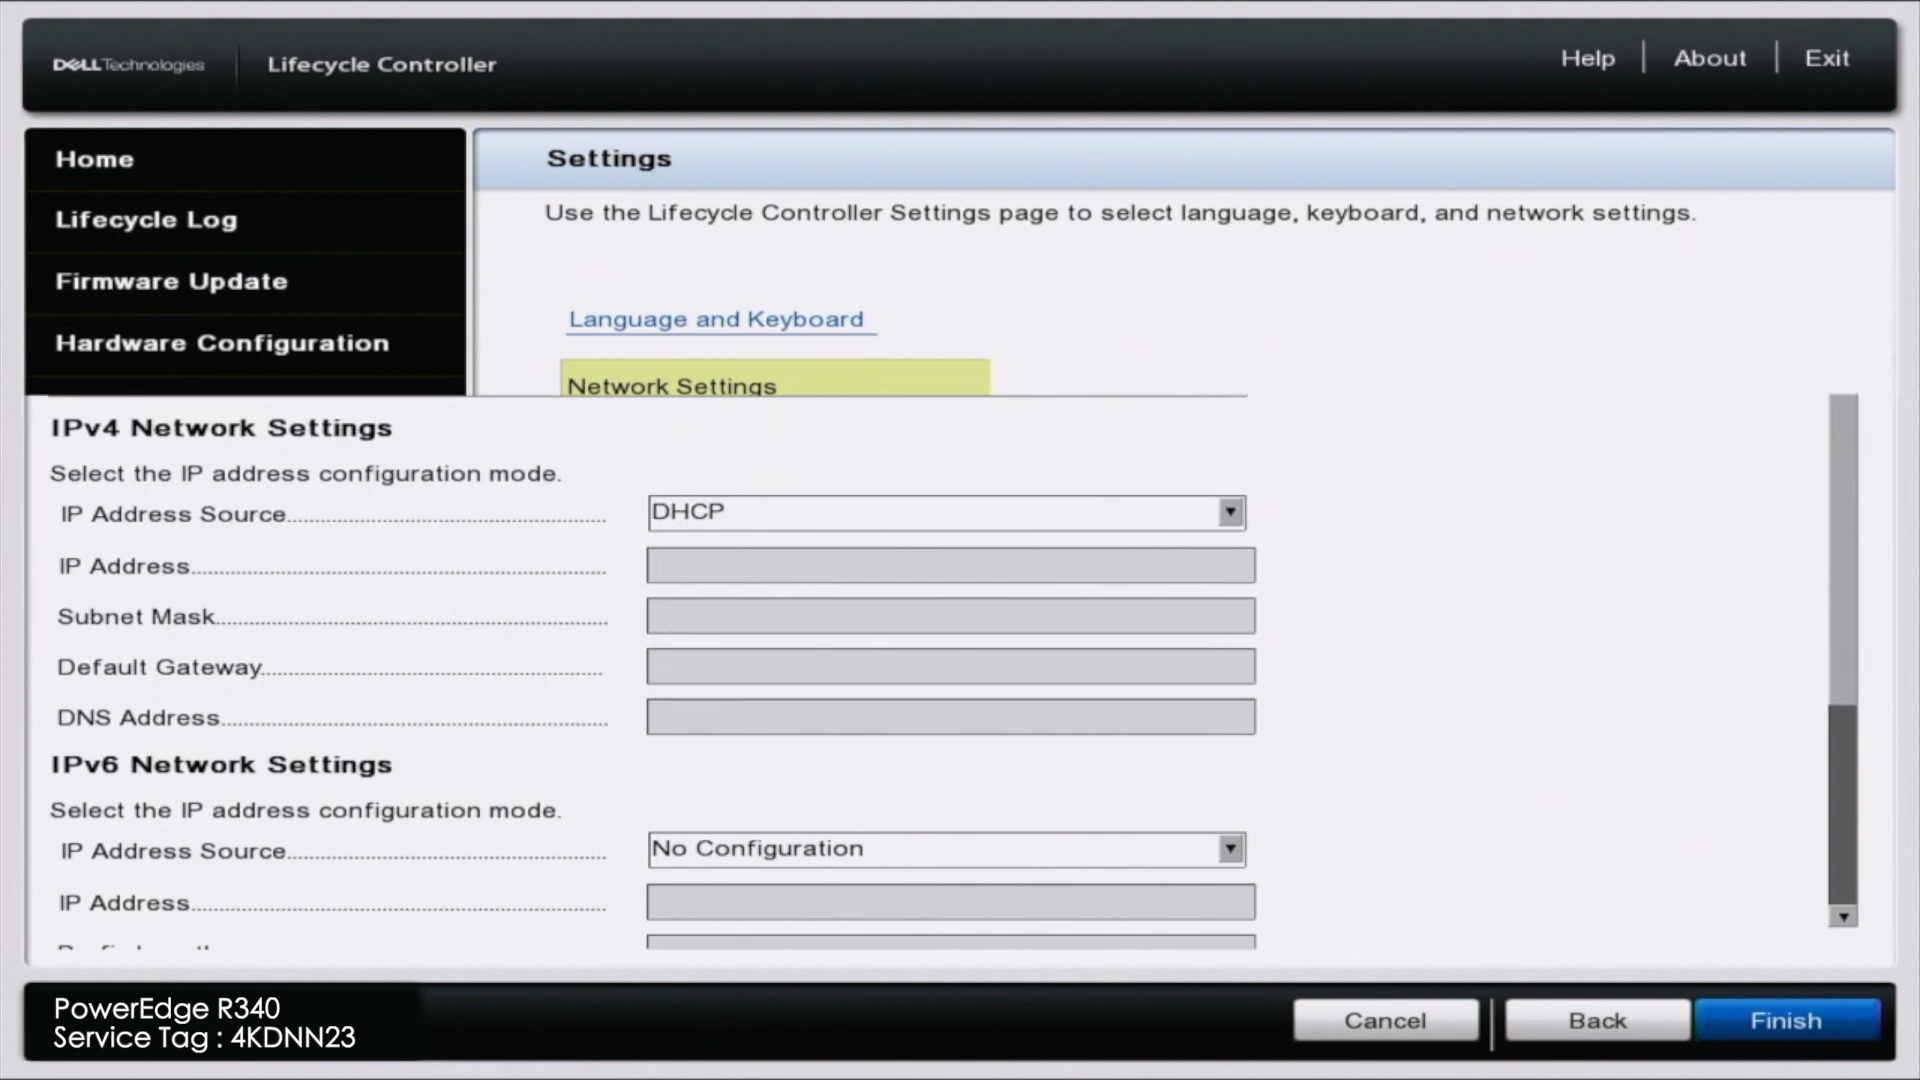 DELLTechnologies
Lifecycle Controller
Help
About
Exit
Home
Lifecycle Log
Firmware Update
Hardware Configuration
Settings
Use the Lifecycle Controller Settings page to select language, keyboard, and network settings.
Language and Keyboard
Network Settings
IPv4 Network Settings
Select the IP address configuration mode.
IP Address Source
DHCP
IP Address
Subnet Mask
Default Gateway
DNS Address
IPv6 Network Settings
Select the IP address configuration mode.
IP Address Source
No Configuration
IP Address
PowerEdge R340
Service Tag : 4KDNN23
Cancel
Back
Finish